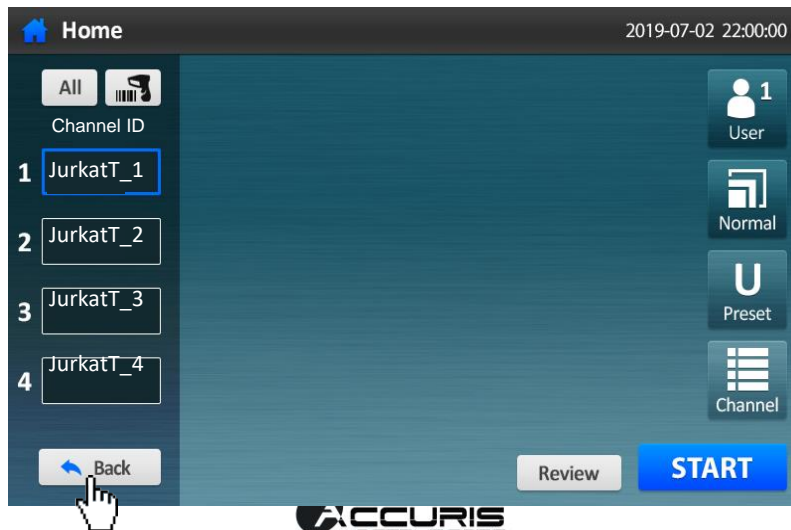 Home 2019-07-02 22:00:00
All
Channel ID
1 JurkatT_1
2 JurkatT_2
3 JurkatT_3
4 JurkatT_4
Back
1
User
Normal
U
Preset
Channel
Review
START
ACCURIS